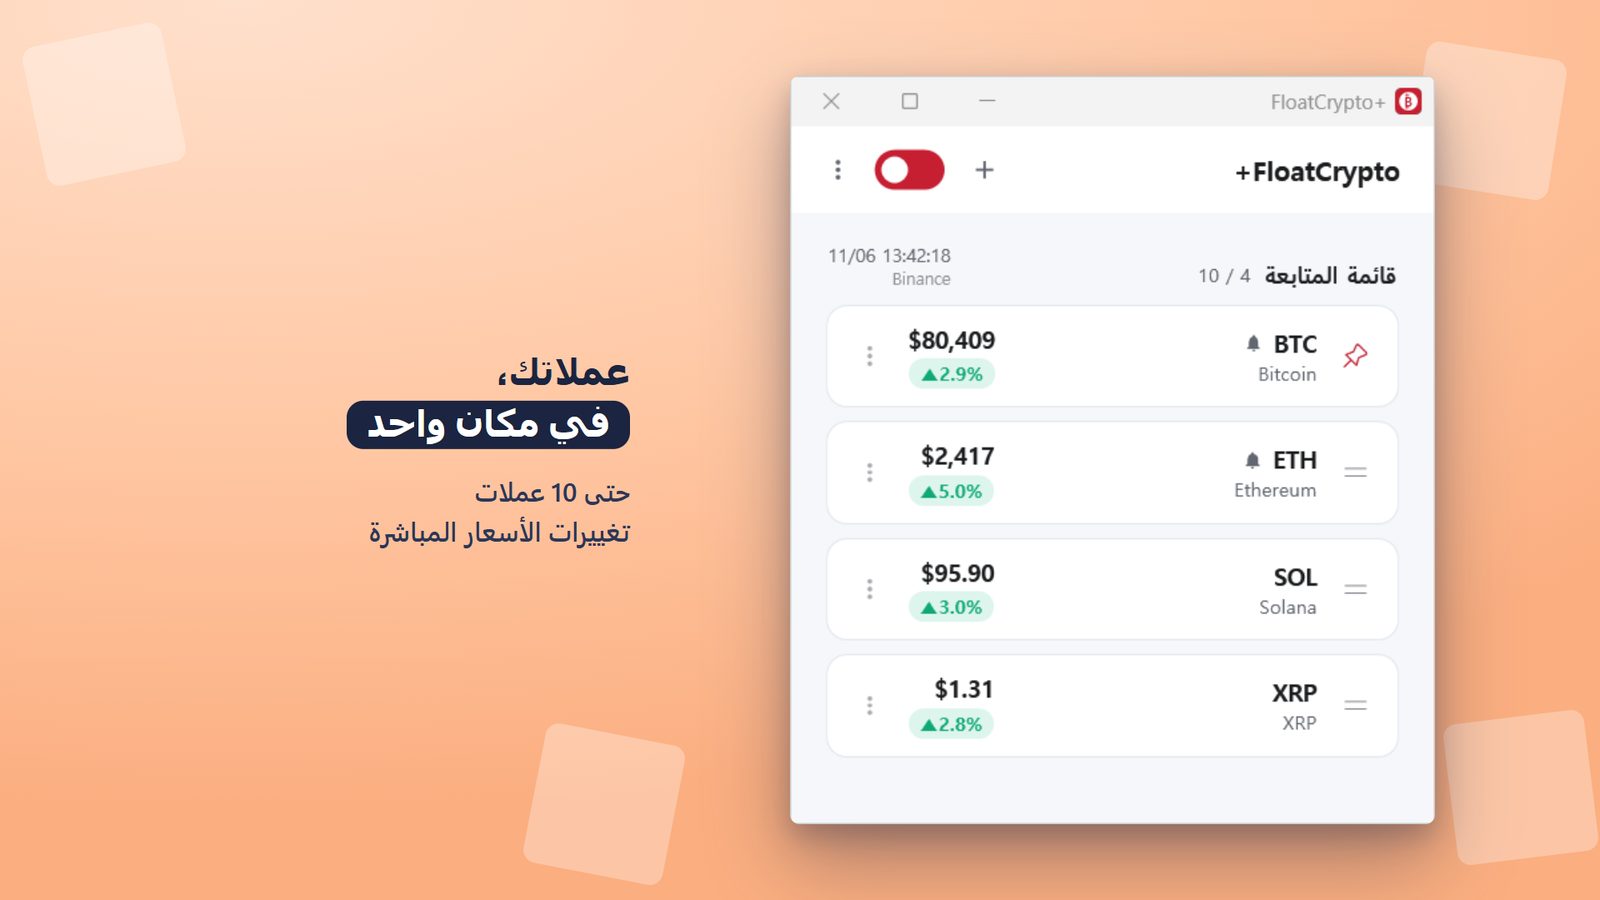 عملاتك،
في مكان واحد
حتى 10 عملات
تغييرات الأسعار المباشرة
FloatCrypto+
+FloatCrypto
قائمة المتابعة 4 / 10
11/06 13:42:18
Binance
BTC
Bitcoin
$80,409
▲2.9%
ETH
Ethereum
$2,417
▲5.0%
SOL
Solana
$95.90
▲3.0%
XRP
XRP
$1.31
▲2.8%